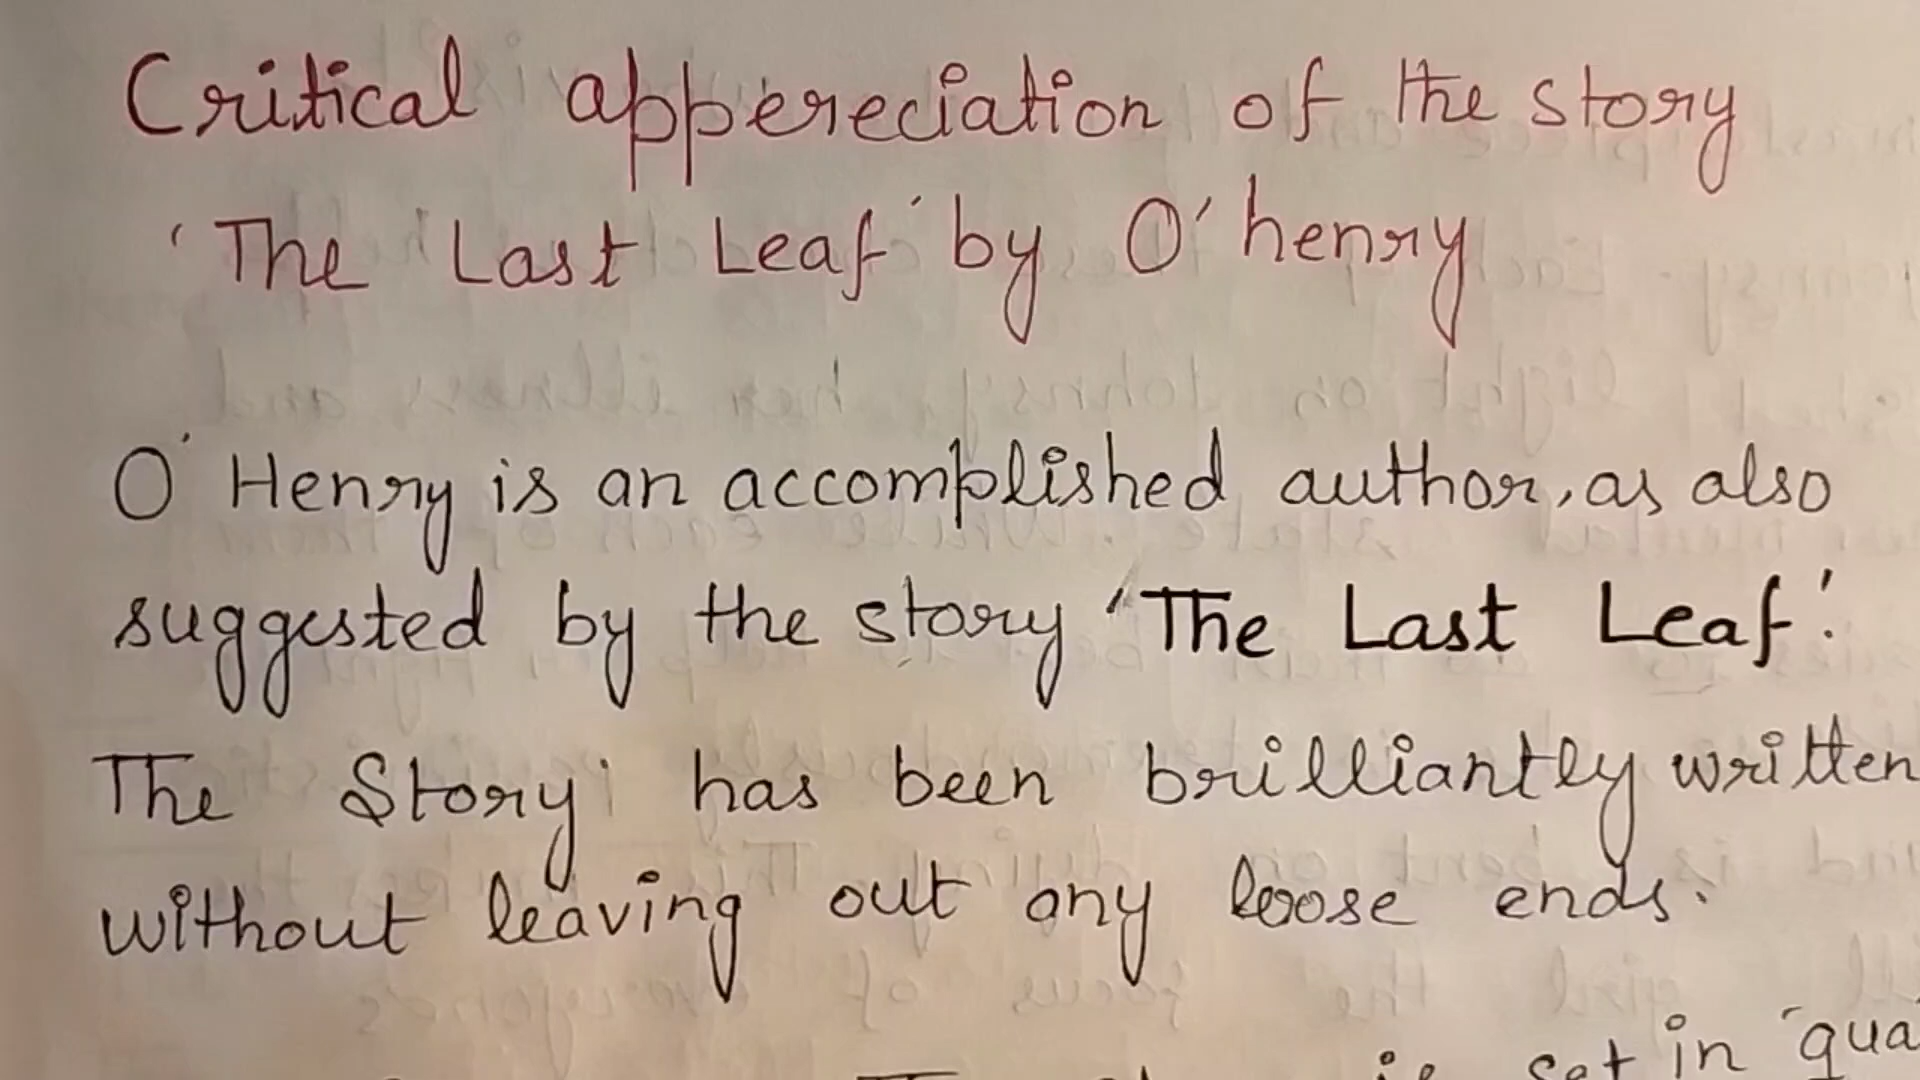 Critical appereciation of the story
'The Last Leaf' by O'henry
O'Henry is an accomplished author, as also
suggested by the story 'The Last Leaf'.
The Story has been brilliantly written
without leaving out any loose ends.
is set in 'qua